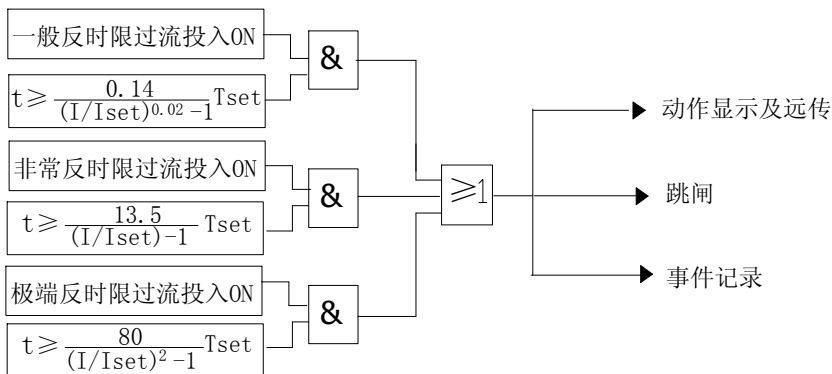 一般反时限过流投入ON
&
t≥0.14/((I/Iset)^0.02-1)Tset
非常反时限过流投入ON
&
t≥13.5/((I/Iset)-1) Tset
极端反时限过流投入ON
&
t≥80/((I/Iset)^2-1)Tset
≥1
动作显示及远传
跳闸
事件记录